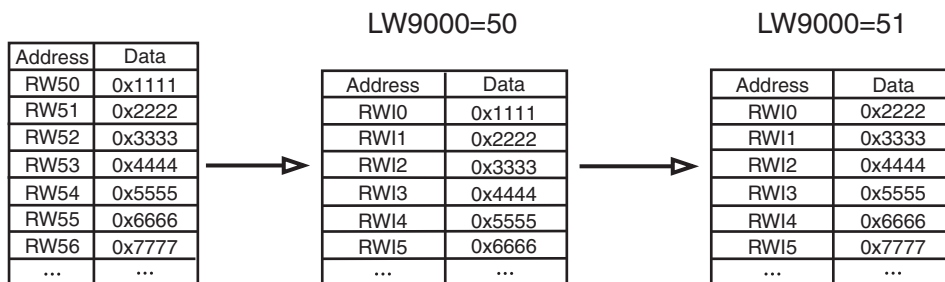 LW9000=50
LW9000=51
Address Data
RW50 0x1111
RW51 0x2222
RW52 0x3333
RW53 0x4444
RW54 0x5555
RW55 0x6666
RW56 0x7777
... ...
Address Data
RWI0 0x1111
RWI1 0x2222
RWI2 0x3333
RWI3 0x4444
RWI4 0x5555
RWI5 0x6666
... ...
Address Data
RWI0 0x2222
RWI1 0x3333
RWI2 0x4444
RWI3 0x5555
RWI4 0x6666
RWI5 0x7777
... ...